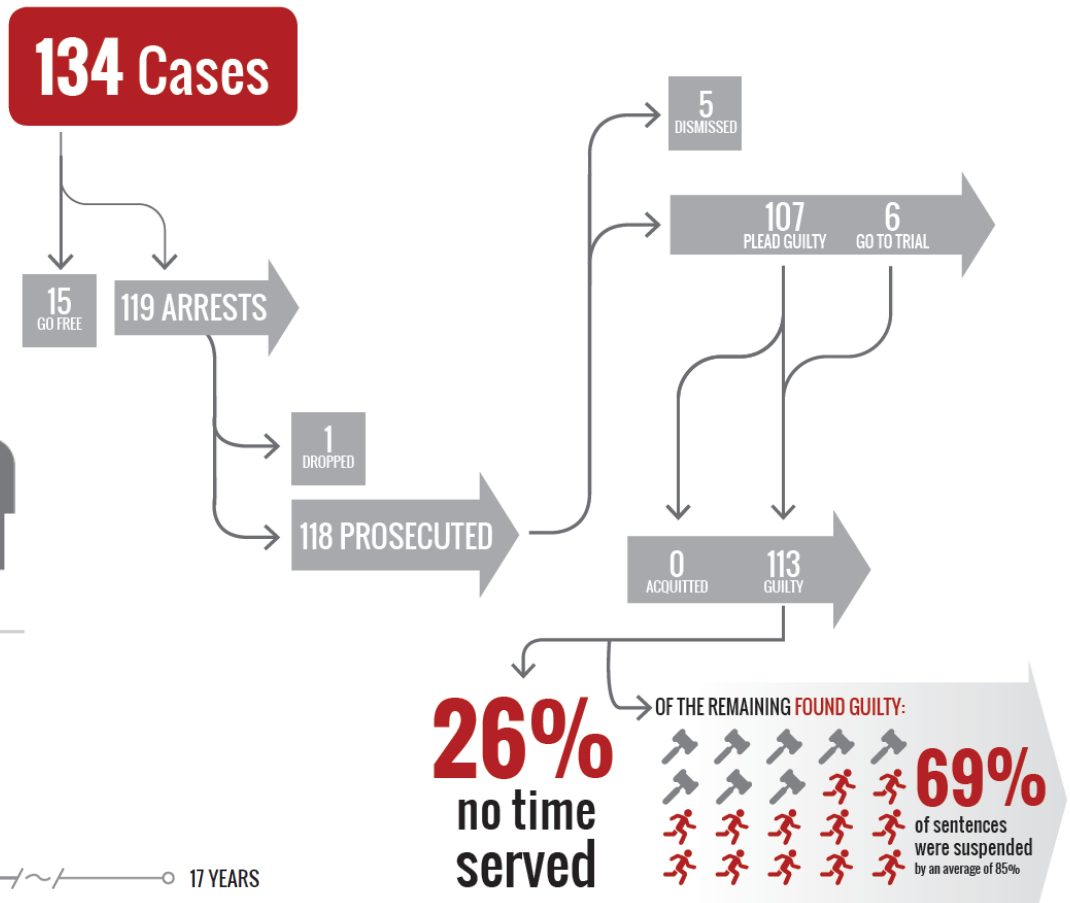 134 Cases
15
GO FREE
119 ARRESTS
1
DROPPED
118 PROSECUTED
5
DISMISSED
107
PLEAD GUILTY
6
GO TO TRIAL
0
ACQUITTED
113
GUILTY
26%
no time
served
OF THE REMAINING FOUND GUILTY:
69%
of sentences
were suspended
by an average of 85%
17 YEARS